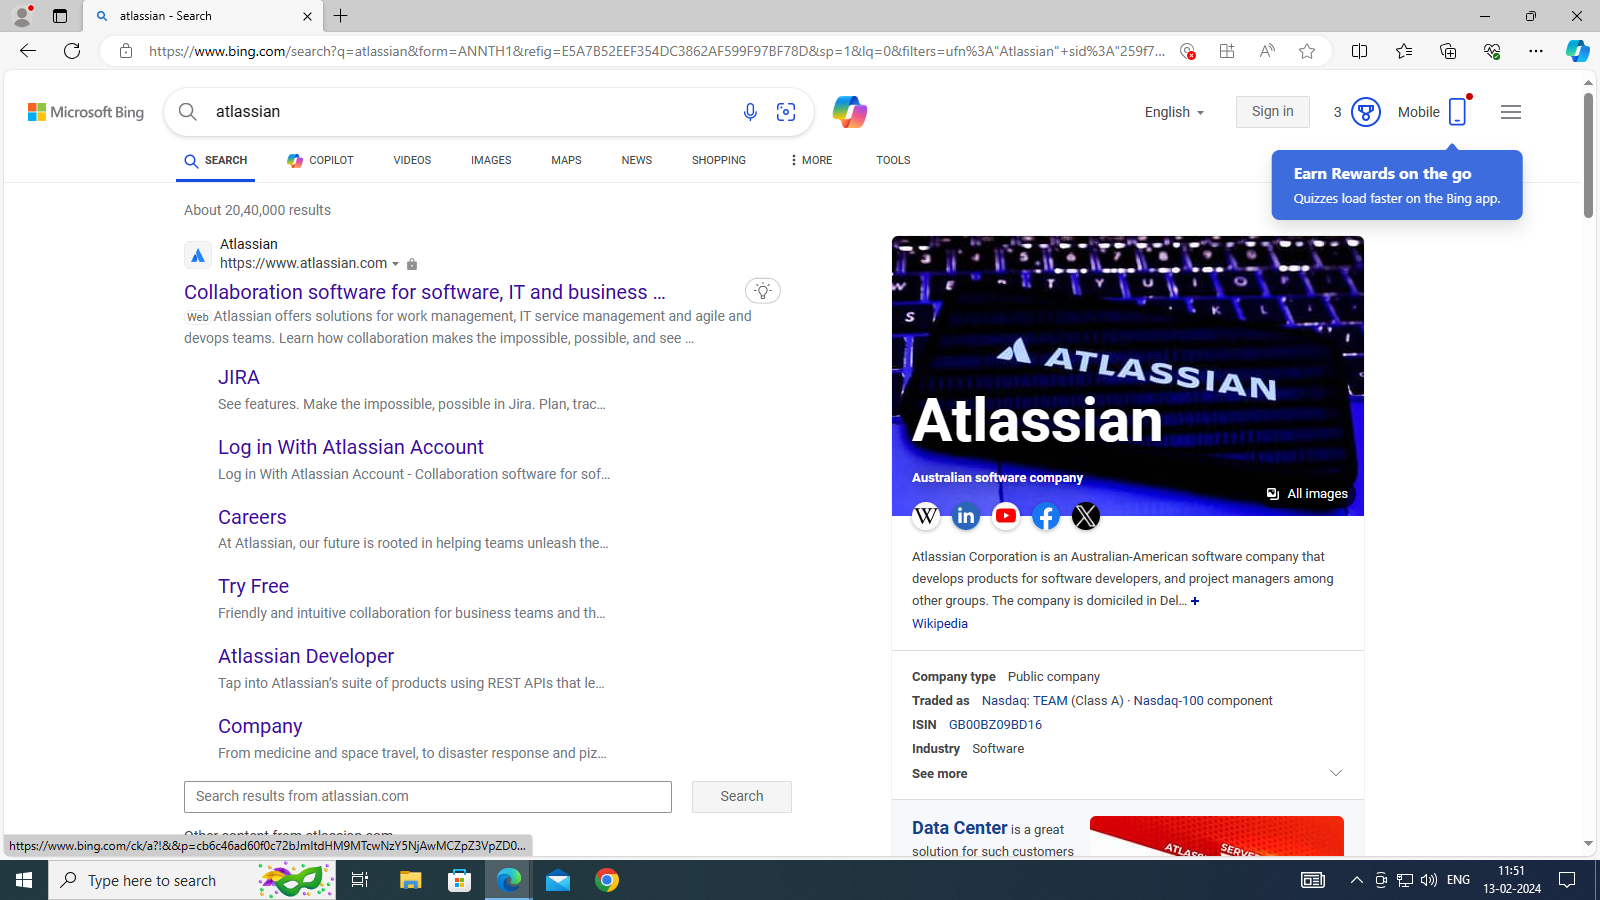 atlassian - Search
https://www.bing.com/search?q=atlassian&form=ANNTH1&refig=E5A7B52EEF354DC3862AF599F97BF78D&sp=1&lq=0&filters=ufn%3A"Atlassian"+sid%3A"259f7...
Microsoft Bing
atlassian
English
Sign in
3
Mobile
SEARCH
COPILOT
VIDEOS
IMAGES
MAPS
NEWS
SHOPPING
MORE
TOOLS
Earn Rewards on the go
Quizzes load faster on the Bing app.
About 20,40,000 results
Atlassian
https://www.atlassian.com
Collaboration software for software, IT and business ...
Web Atlassian offers solutions for work management, IT service management and agile and
devops teams. Learn how collaboration makes the impossible, possible, and see ...
JIRA
See features. Make the impossible, possible in Jira. Plan, trac...
Log in With Atlassian Account
Log in With Atlassian Account - Collaboration software for sof...
Careers
At Atlassian, our future is rooted in helping teams unleash the...
Try Free
Friendly and intuitive collaboration for business teams and th...
Atlassian Developer
Tap into Atlassian's suite of products using REST APIs that le...
Company
From medicine and space travel, to disaster response and piz...
Search results from atlassian.com
Search
Other content from atlassian.com
https://www.bing.com/ck/a?!&&p=cb6c46ad60f0c72bJmltdHM9MTcwNzY5NjAwMCZpZ3VpZD0...
ATLASSIAN
Atlassian
Australian software company
All images
Atlassian Corporation is an Australian-American software company that
develops products for software developers, and project managers among
other groups. The company is domiciled in Del... +
Wikipedia
Company type Public company
Traded as Nasdaq: TEAM (Class A) · Nasdaq-100 component
ISIN GB00BZ09BD16
Industry Software
See more
Data Center is a great
solution for such customers
ATLASSIAN
SERVER
Type here to search
ENG
11:51
13-02-2024